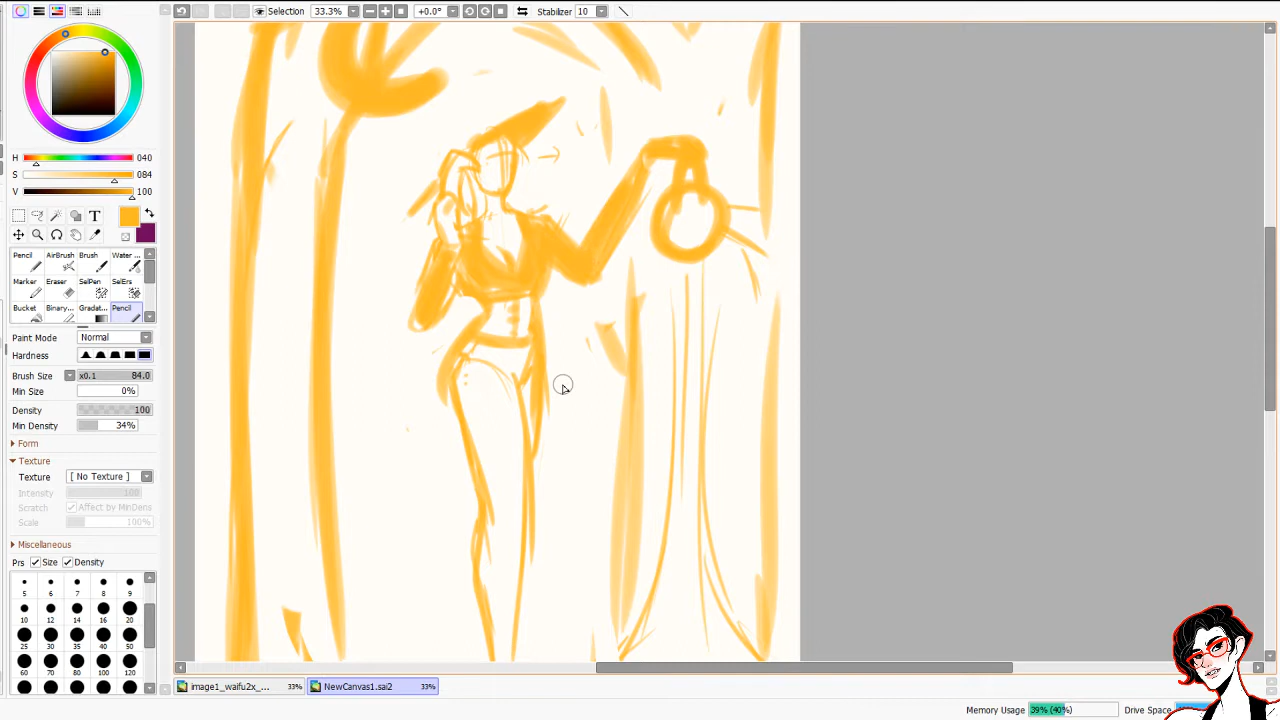 Selection 33.3% +0.0° Stabilizer 10
H 040
S 084
V 100
T
Pencil AirBrush Brush Water ...
Marker Eraser SelPen SelErs
Bucket Binary... Gradat... Pencil
Paint Mode Normal
Hardness
Brush Size x0.1 84.0
Min Size 0%
Density 100
Min Density 34%
Form
Texture
Texture [ No Texture ]
Intensity 100
Scratch Affect by MinDens
Scale 100%
Miscellaneous
Prs Size Density
5 6 7 8 9
10 12 14 16 20
25 30 35 40 50
60 70 80 100 120
image1_waifu2x_... 33% NewCanvas1.sai2 33%
Memory Usage 39% (40%) Drive Space